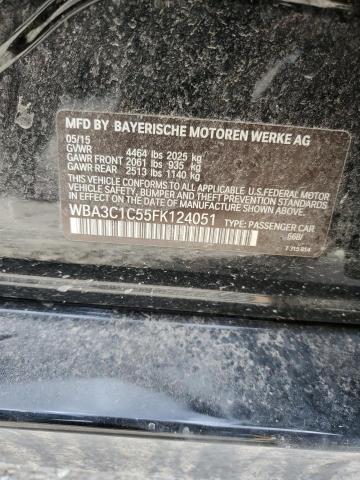 MFD BY BAYERISCHE MOTOREN WERKE AG
05/15
GVWR 4464 lbs 2025 kg
GAWR FRONT 2061 lbs 935 kg
GAWR REAR 2513 lbs 1140 kg
THIS VEHICLE CONFORMS TO ALL APPLICABLE U.S.FEDERAL MOTOR
VEHICLE SAFETY, BUMPER AND THEFT PREVENTION STANDARDS IN
EFFECT ON THE DATE OF MANUFACTURE SHOWN ABOVE.
WBA3C1C55FK124051 TYPE: PASSENGER CAR
668/